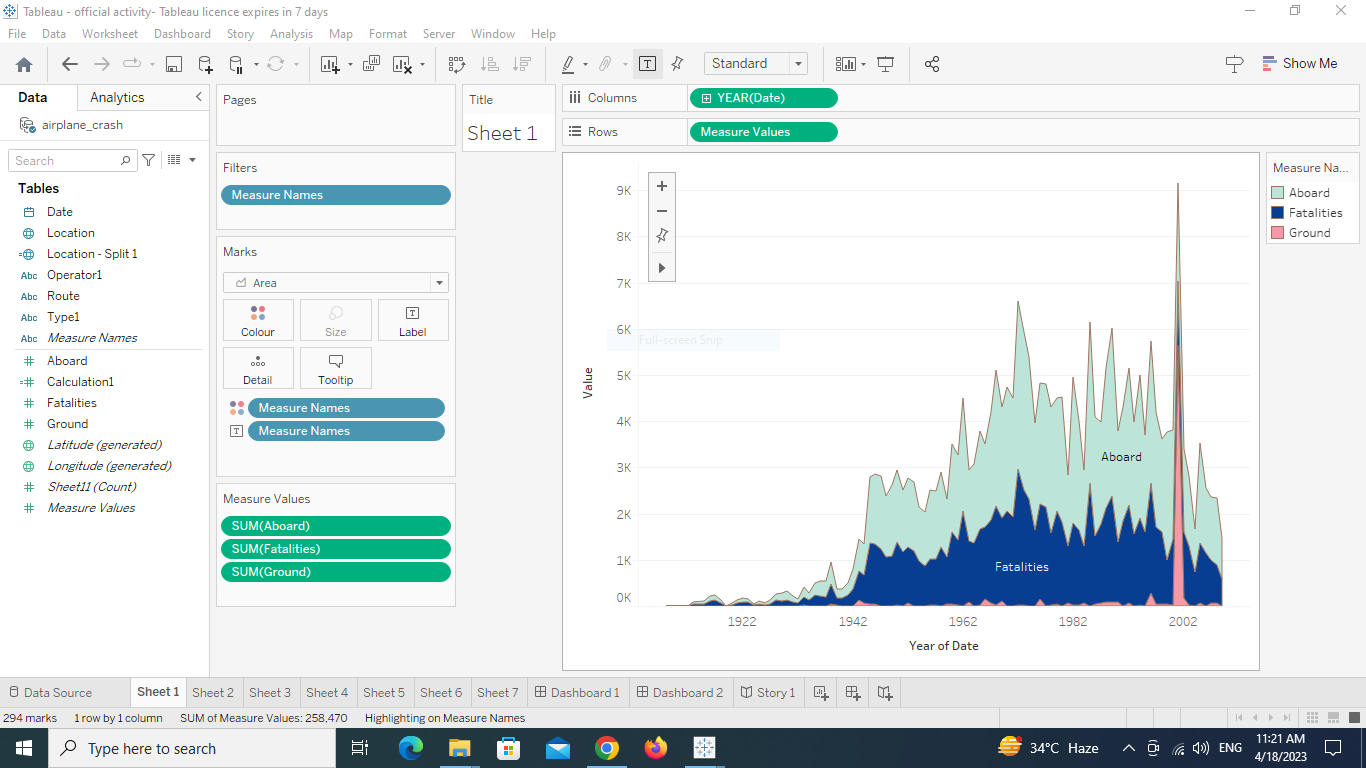 Tableau - official activity- Tableau licence expires in 7 days
File Data Worksheet Dashboard Story Analysis Map Format Server Window Help
Standard
Show Me
Data
Analytics
airplane_crash
Search
Tables
Date
Location
Location - Split 1
Abc Operator1
Abc Route
Abc Type1
Abc Measure Names
Aboard
Calculation1
Fatalities
Ground
Latitude (generated)
Longitude (generated)
Sheet11 (Count)
Measure Values
Pages
Filters
Measure Names
Marks
Area
Colour
Size
Label
Detail
Tooltip
Measure Names
Measure Names
Measure Values
SUM(Aboard)
SUM(Fatalities)
SUM(Ground)
Title
Sheet 1
Columns
YEAR(Date)
Rows
Measure Values
9K
8K
7K
6K
5K
4K
3K
2K
1K
0K
Value
Full-screen Snip
Aboard
Fatalities
1922 1942 1962 1982 2002
Year of Date
Measure Na...
Aboard
Fatalities
Ground
Data Source Sheet 1 Sheet 2 Sheet 3 Sheet 4 Sheet 5 Sheet 6 Sheet 7 Dashboard 1 Dashboard 2 Story 1
294 marks 1 row by 1 column SUM of Measure Values: 258,470 Highlighting on Measure Names
Type here to search
34°C Haze
ENG
11:21 AM
4/18/2023